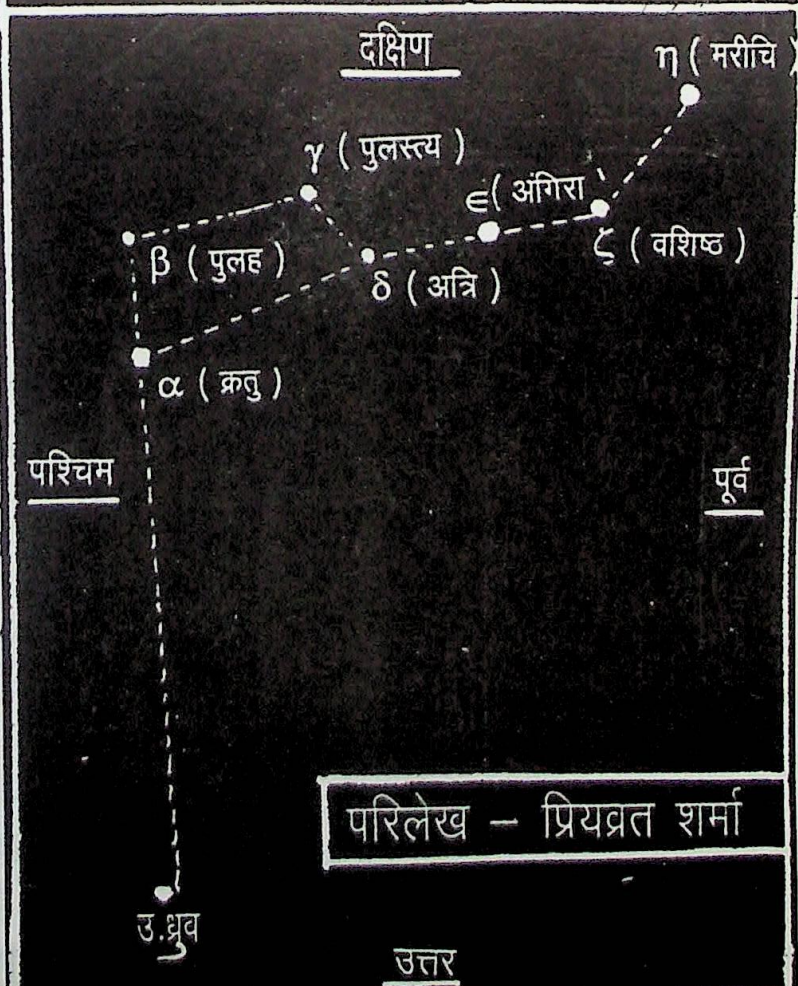 दक्षिण
η ( मरीचि )
γ ( पुलस्त्य )
ϵ ( अंगिरा )
β ( पुलह )
ζ ( वशिष्ठ )
δ ( अत्रि )
α ( क्रतु )
पश्चिम
पूर्व
परिलेख – प्रियव्रत शर्मा
उ.ध्रुव
उत्तर